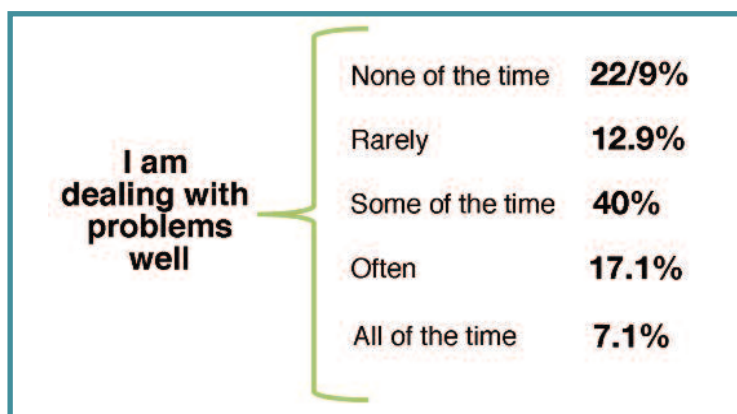 I am
dealing with
problems
well
None of the time 22/9%
Rarely 12.9%
Some of the time 40%
Often 17.1%
All of the time 7.1%